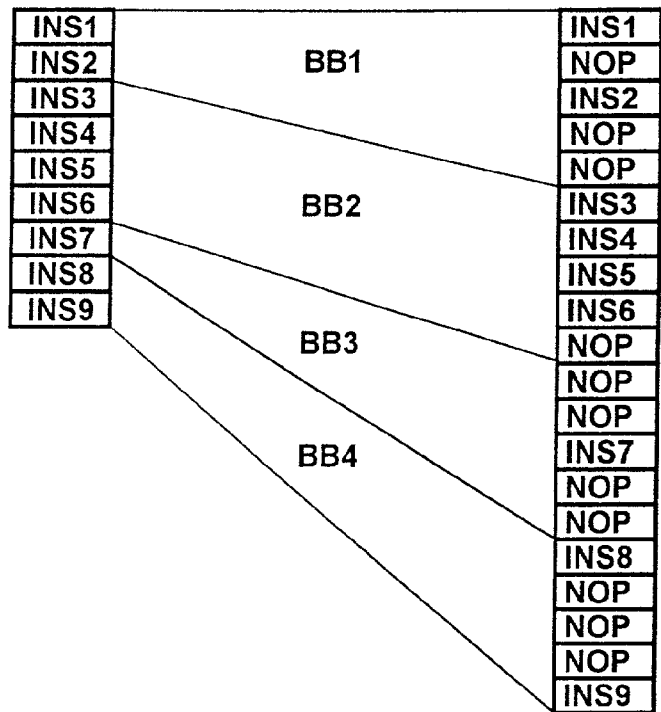 INS1
INS2
INS3
INS4
INS5
INS6
INS7
INS8
INS9
BB1
BB2
BB3
BB4
INS1
NOP
INS2
NOP
NOP
INS3
INS4
INS5
INS6
NOP
NOP
NOP
INS7
NOP
NOP
INS8
NOP
NOP
NOP
INS9